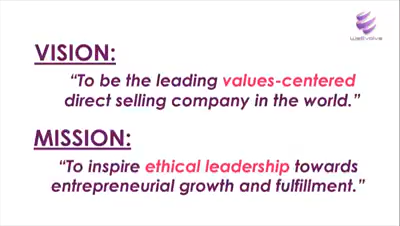 WeEvolve
VISION:
“To be the leading values-centered
direct selling company in the world.”
MISSION:
“To inspire ethical leadership towards
entrepreneurial growth and fulfillment.”